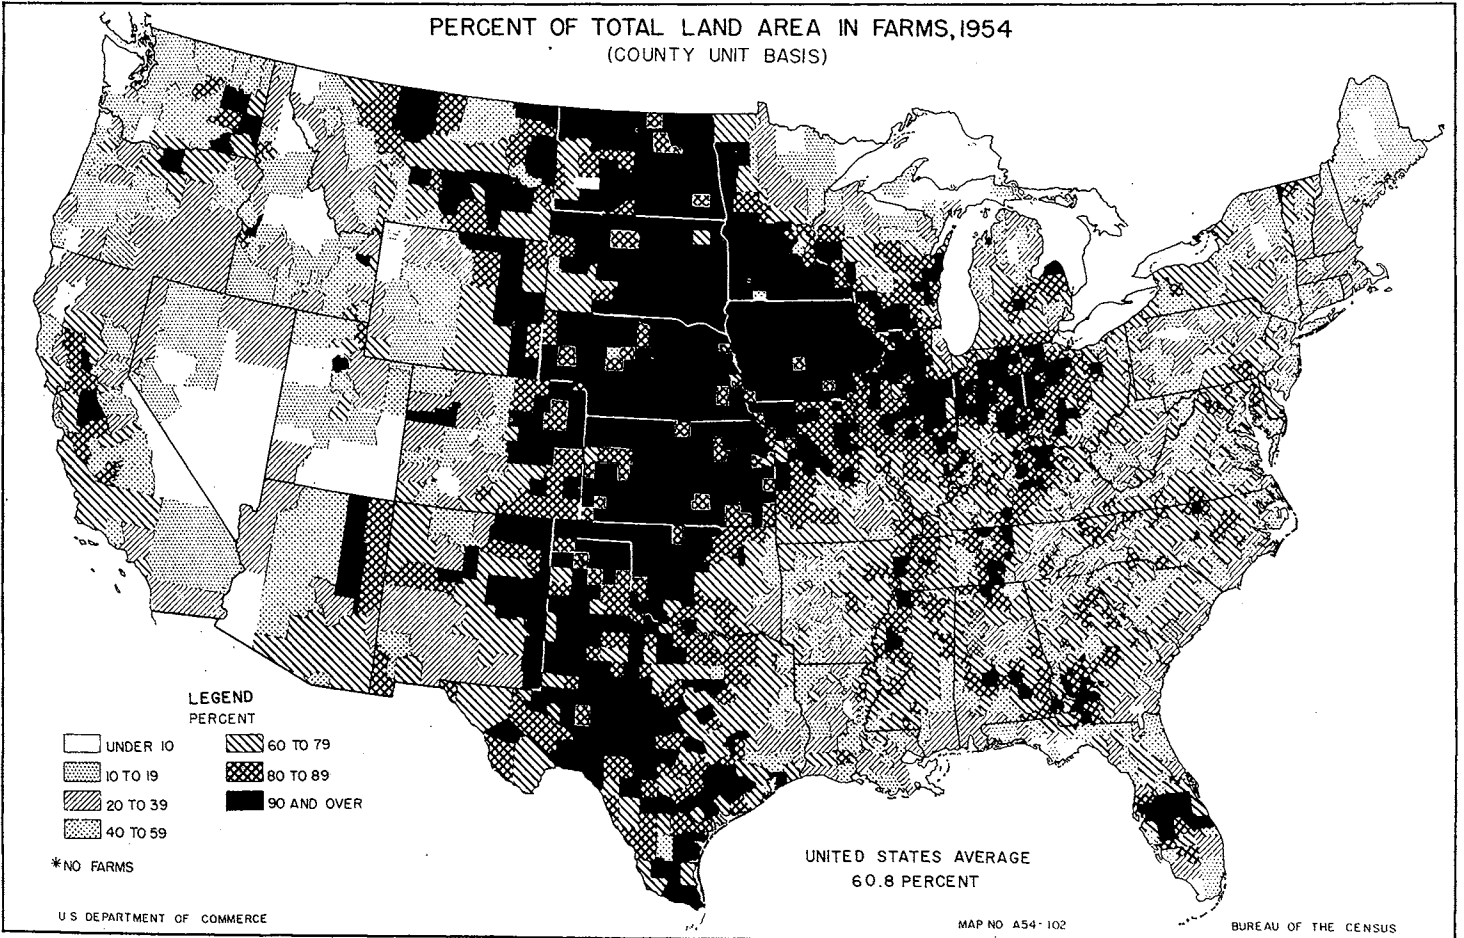 PERCENT OF TOTAL LAND AREA IN FARMS, 1954
(COUNTY UNIT BASIS)
LEGEND
PERCENT
UNDER 10
10 TO 19
20 TO 39
40 TO 59
60 TO 79
80 TO 89
90 AND OVER
*NO FARMS
UNITED STATES AVERAGE
60.8 PERCENT
U S DEPARTMENT OF COMMERCE
MAP NO A54-102
BUREAU OF THE CENSUS